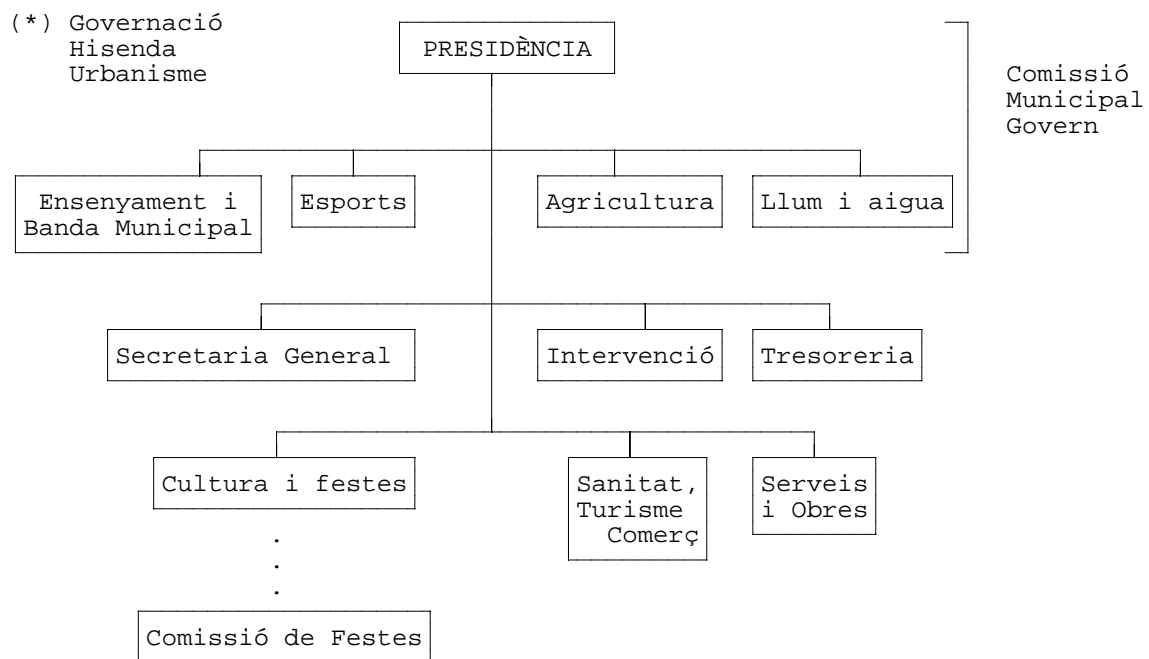 (*) Governació
Hisenda
Urbanisme
PRESIDÈNCIA
Comissió
Municipal
Govern
Ensenyament i
Banda Municipal
Esports
Agricultura
Llum i aigua
Secretaria General
Intervenció
Tresoreria
Cultura i festes
Sanitat,
Turisme
Comerç
Serveis
i Obres
.
.
.
Comissió de Festes